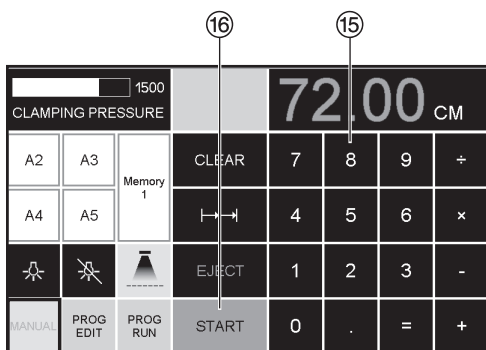 16 15
1500
CLAMPING PRESSURE
72.00 CM
A2 A3 Memory 1 CLEAR 7 8 9 ÷
A4 A5 4 5 6 ×
EJECT 1 2 3 -
MANUAL PROG EDIT PROG RUN START 0 . = +